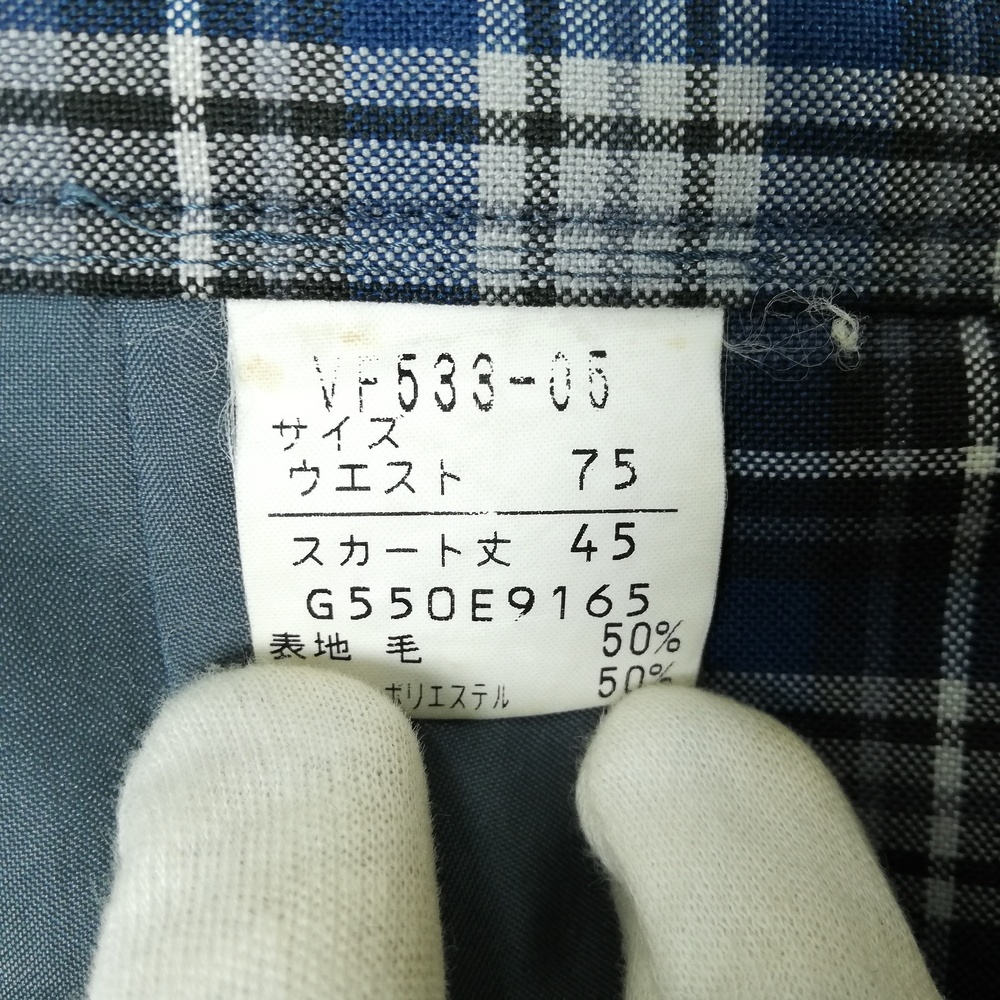 VF533-05
サイズ
ウエスト 75
スカート丈 45
G550E9165
表地 毛 50%
ポリエステル 50%